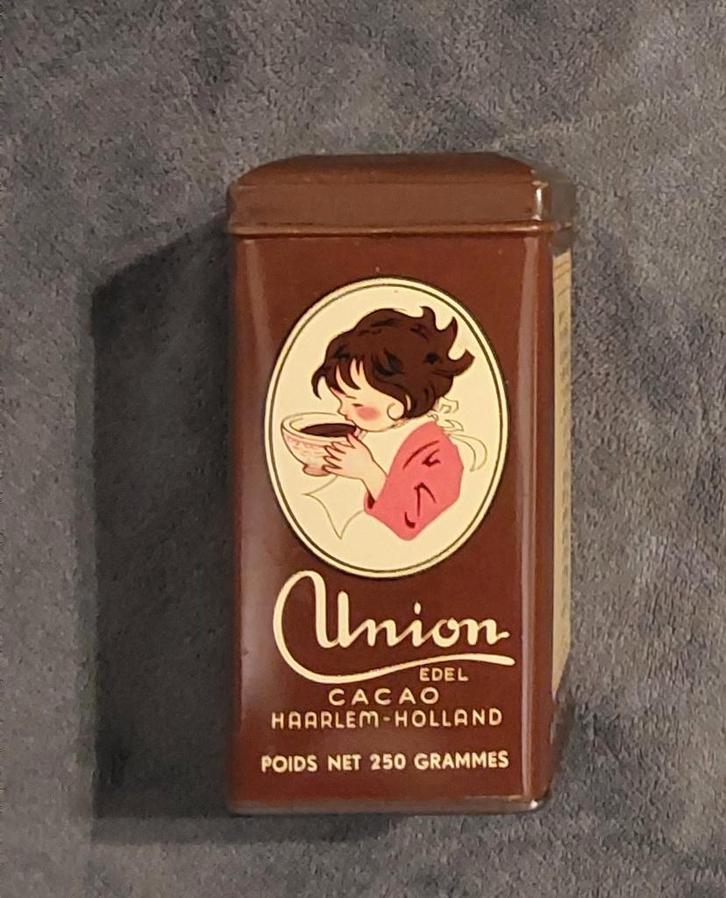 Union
EDEL
CACAO
HAARLEM-HOLLAND
POIDS NET 250 GRAMMES